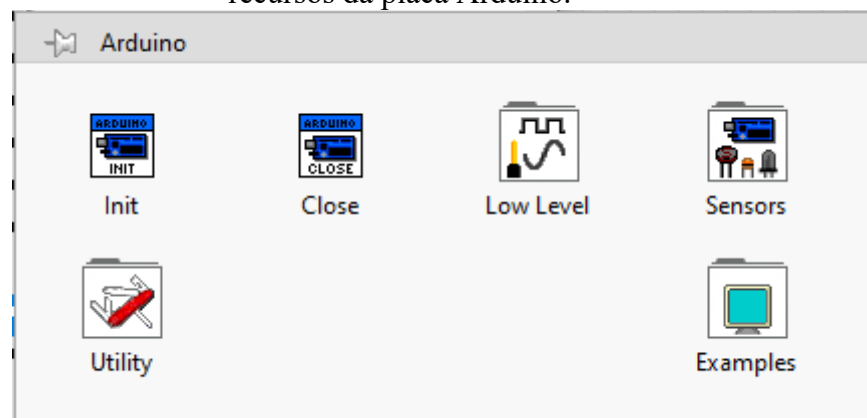 recursos da placa Arduino.
Arduino
ARDUINO
INIT
ARDUINO
CLOSE
Init
Close
Low Level
Sensors
Utility
Examples